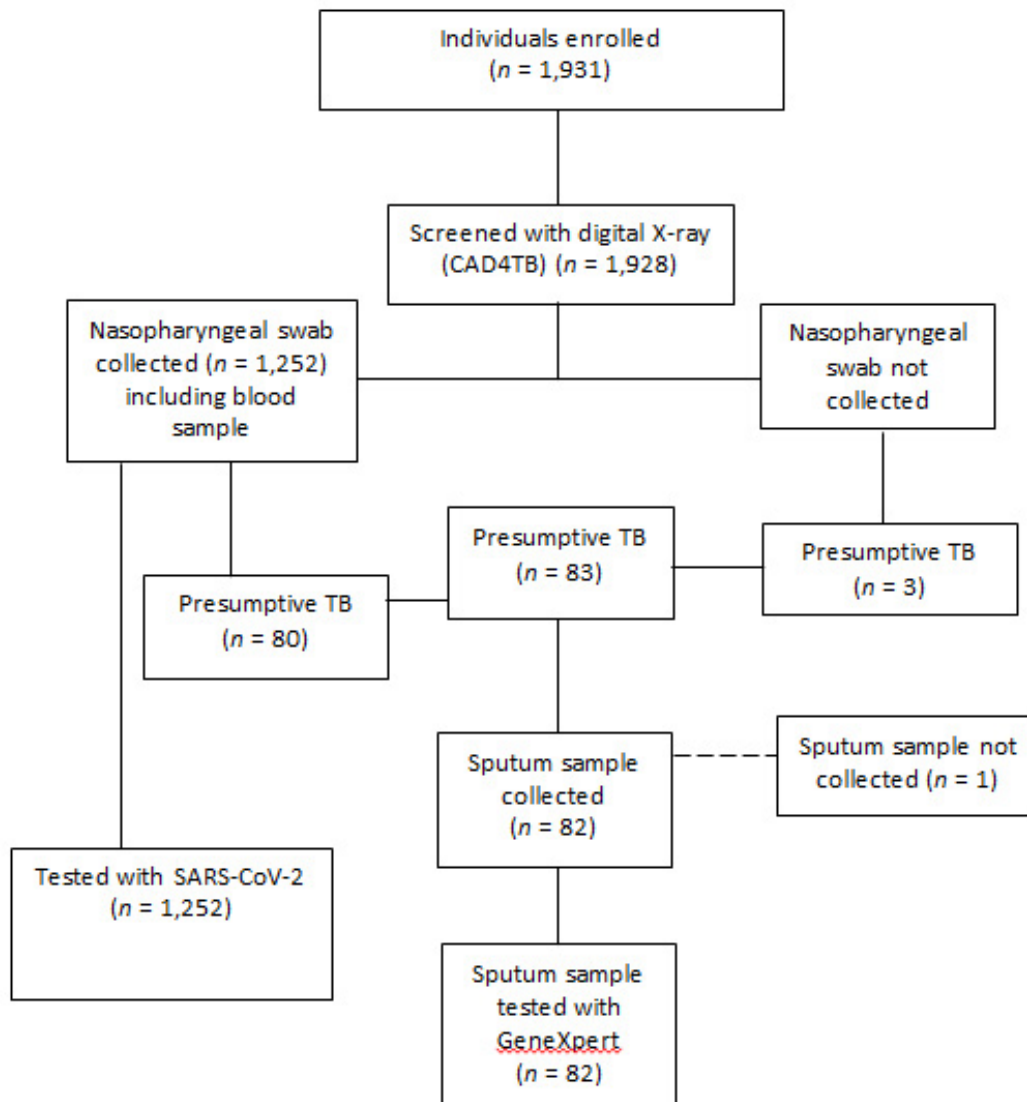 Individuals enrolled
(n = 1,931)
Screened with digital X-ray
(CAD4TB) (n = 1,928)
Nasopharyngeal swab
collected (n = 1,252)
including blood
sample
Nasopharyngeal
swab not
collected
Presumptive TB
(n = 83)
Presumptive TB
(n = 3)
Presumptive TB
(n = 80)
Sputum sample
collected
(n = 82)
Sputum sample not
collected (n = 1)
Tested with SARS-CoV-2
(n = 1,252)
Sputum sample
tested with
GeneXpert
(n = 82)